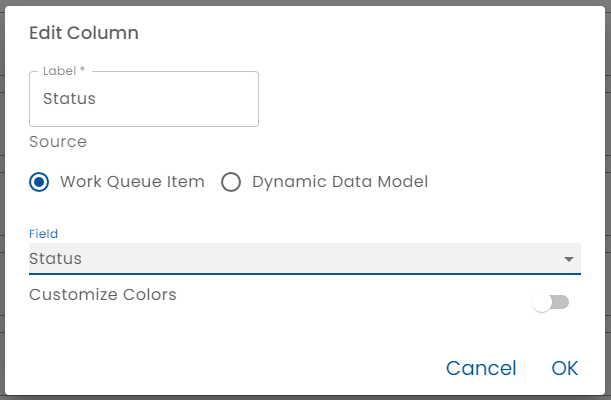 Edit Column
Label *
Status
Source
Work Queue Item Dynamic Data Model
Field
Status
Customize Colors
Cancel OK